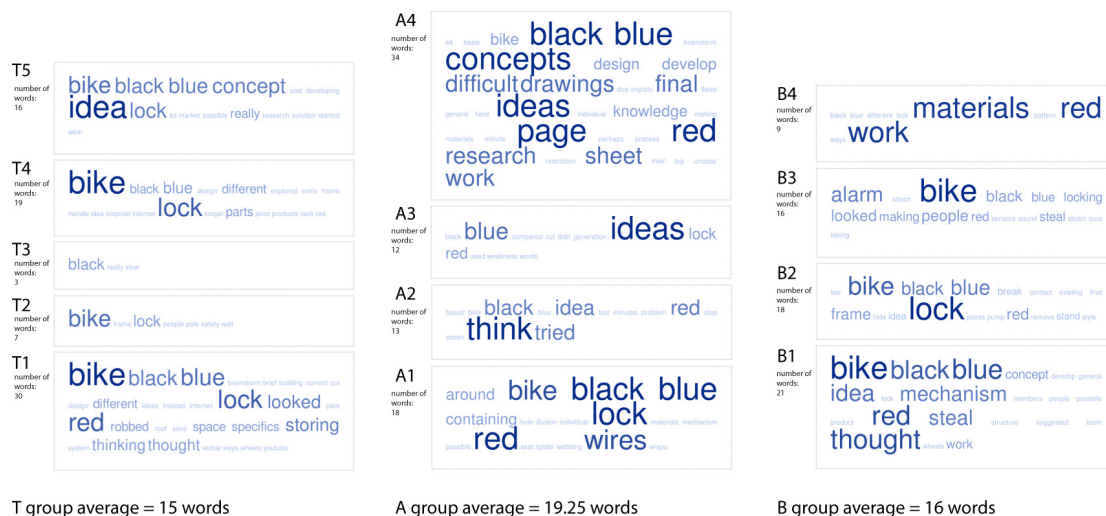 T5
number of
words:
16
bike black blue concept cost developing
idea lock lot market possible really research solution started
wear
T4
number of
words:
19
bike black blue design different explored extra frame
handle idea inspired internet lock longer parts pivot products rack red
T3
number of
words:
3
black really slow
T2
number of
words:
7
bike frame lock people pole safety wall
T1
number of
words:
30
bike black blue brainstorm brief building current cut
design different ideas instead internet lock looked park
red robbed roof save space specifics storing
system thinking thought verbal ways wheels youtube
T group average = 15 words
A4
number of
words:
34
a4 bama bike black blue brainstorm
concepts design develop
difficult drawings due explain final flaws
general hard ideas individual knowledge making
materials minute page perhaps process red
research restriction sheet thief top unclear
work
A3
number of
words:
12
black blue compared cut didn generation ideas lock
red used weakness words
A2
number of
words:
13
based bike black blue idea lost minutes problem red step
stolen think tried
A1
number of
words:
18
around bike black blue
containing hole illusion individual lock materials mechanism
possible red seat spider webbing wires wraps
A group average = 19.25 words
B4
number of
words:
9
black blue different lock materials pattern red
ways work
B3
number of
words:
16
alarm attach bike black blue locking
looked making people red sensors sound steal stolen sure
taking
B2
number of
words:
18
bar bike black blue break contact existing final
frame hide idea lock points pump red remove stand style
B1
number of
words:
21
bike black blue concept develop general
idea lock mechanism members people possible
product red steal structure suggested team
thought wheels work
B group average = 16 words